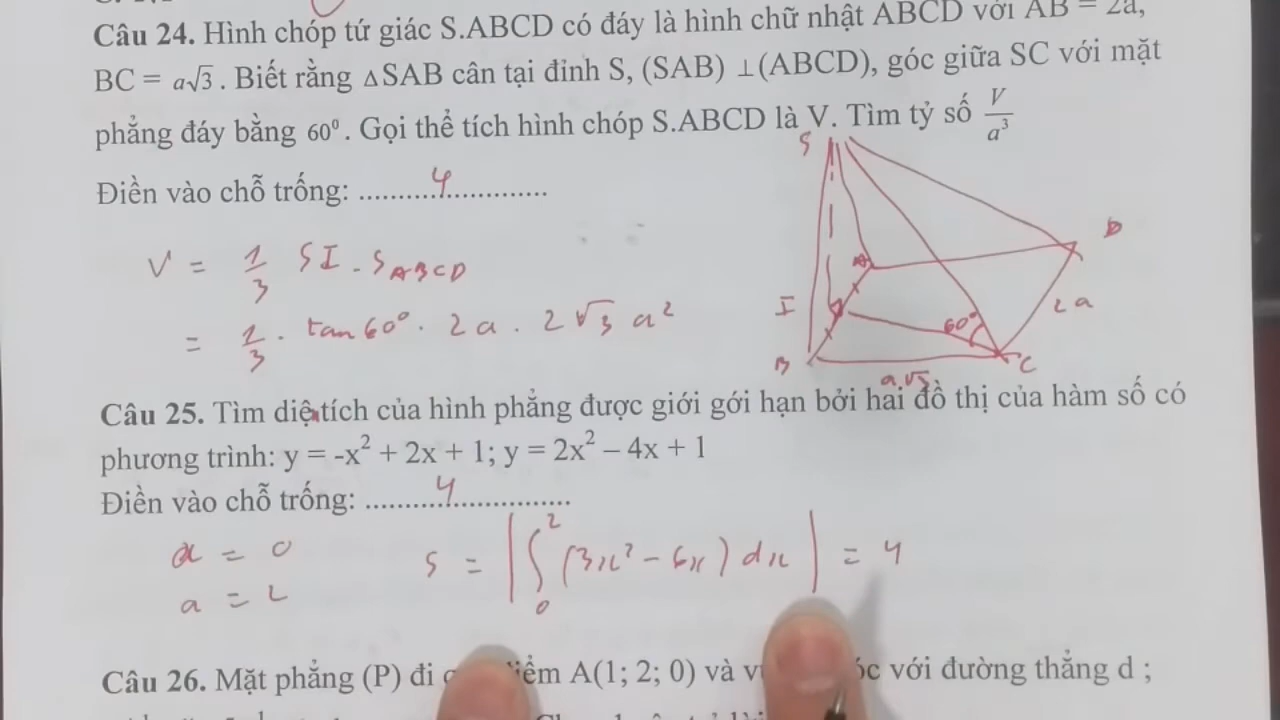 Câu 24. Hình chóp tứ giác S.ABCD có đáy là hình chữ nhật ABCD với AB = 2a,
BC = a√3. Biết rằng △SAB cân tại đỉnh S, (SAB) ⊥(ABCD), góc giữa SC với mặt
phẳng đáy bằng 60⁰. Gọi thể tích hình chóp S.ABCD là V. Tìm tỷ số V/a³
Điền vào chỗ trống: ......4......
V = 1/3 SI . S_ABCD
= 1/3 . tan60° . 2a . 2√3 a²
S
A
D
I
B
C
60°
2a
a√3
Câu 25. Tìm diệ tích của hình phẳng được giới gới hạn bởi hai đồ thị của hàm số có
phương trình: y = -x² + 2x + 1; y = 2x² – 4x + 1
Điền vào chỗ trống: ......4......
x = 0
x = 2
S = |∫₀² (3x² - 6x) dx| = 4
Câu 26. Mặt phẳng (P) đi A(1; 2; 0) và với đường thẳng d ;